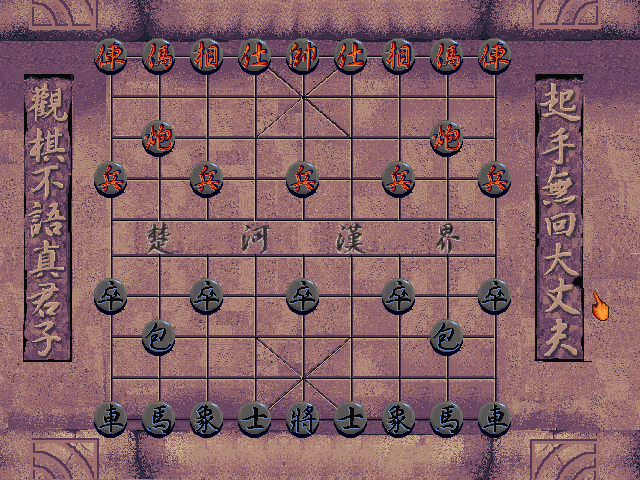 觀棋不語真君子
起手無回大丈夫
俥傌相仕帥仕相傌俥
炮炮
兵兵兵兵兵
楚河漢界
卒卒卒卒卒
包包
車馬象士將士象馬車